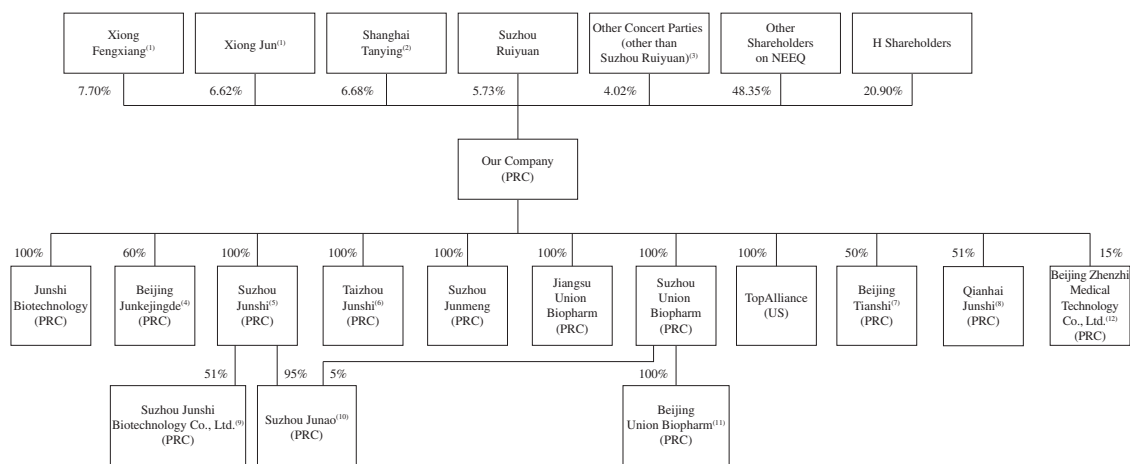 Xiong
Fengxiang(1)
Xiong Jun(1)
Shanghai
Tanying(2)
Suzhou
Ruiyuan
Other Concert Parties
(other than
Suzhou Ruiyuan)(3)
Other
Shareholders
on NEEQ
H Shareholders
7.70%
6.62%
6.68%
5.73%
4.02%
48.35%
20.90%
Our Company
(PRC)
100%
60%
100%
100%
100%
100%
100%
100%
50%
51%
15%
Junshi
Biotechnology
(PRC)
Beijing
Junkejingde(4)
(PRC)
Suzhou
Junshi(5)
(PRC)
Taizhou
Junshi(6)
(PRC)
Suzhou
Junmeng
(PRC)
Jiangsu
Union
Biopharm
(PRC)
Suzhou
Union
Biopharm
(PRC)
TopAlliance
(US)
Beijing
Tianshi(7)
(PRC)
Qianhai
Junshi(8)
(PRC)
Beijing Zhenzhi
Medical
Technology
Co., Ltd.(12)
(PRC)
51%
95%
5%
100%
Suzhou Junshi
Biotechnology Co., Ltd.(9)
(PRC)
Suzhou Junao(10)
(PRC)
Beijing
Union Biopharm(11)
(PRC)